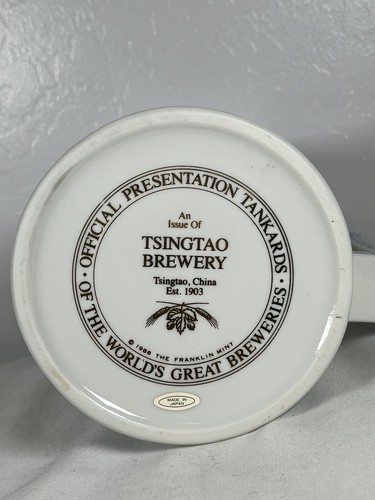 · OFFICIAL PRESENTATION TANKARDS ·
OF THE WORLD'S GREAT BREWERIES
An
Issue Of
TSINGTAO
BREWERY
Tsingtao, China
Est. 1903
© 1988 THE FRANKLIN MINT
MADE IN
JAPAN